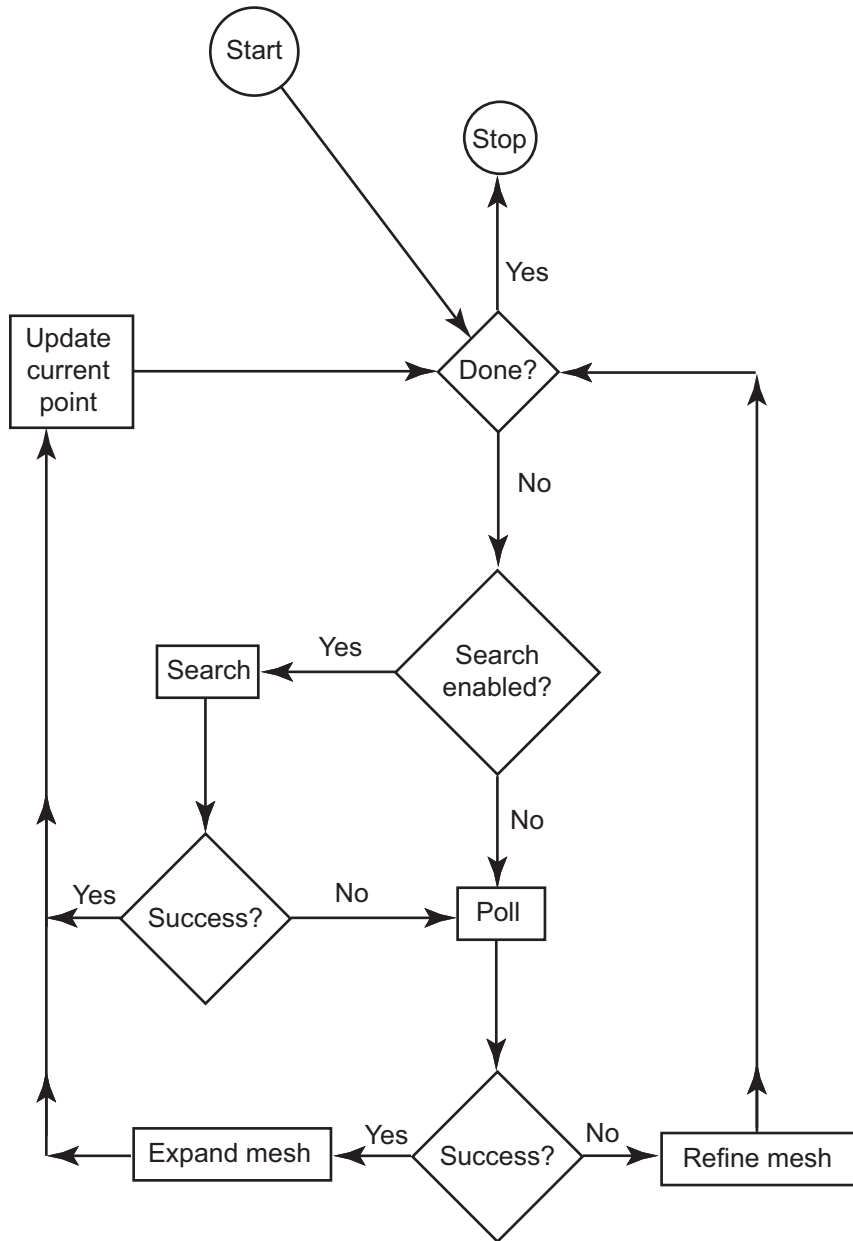 Start
Stop
Yes
Update
current
point
Done?
No
Search
Yes
Search
enabled?
No
Yes
Success?
No
Poll
Expand mesh
Yes
Success?
No
Refine mesh